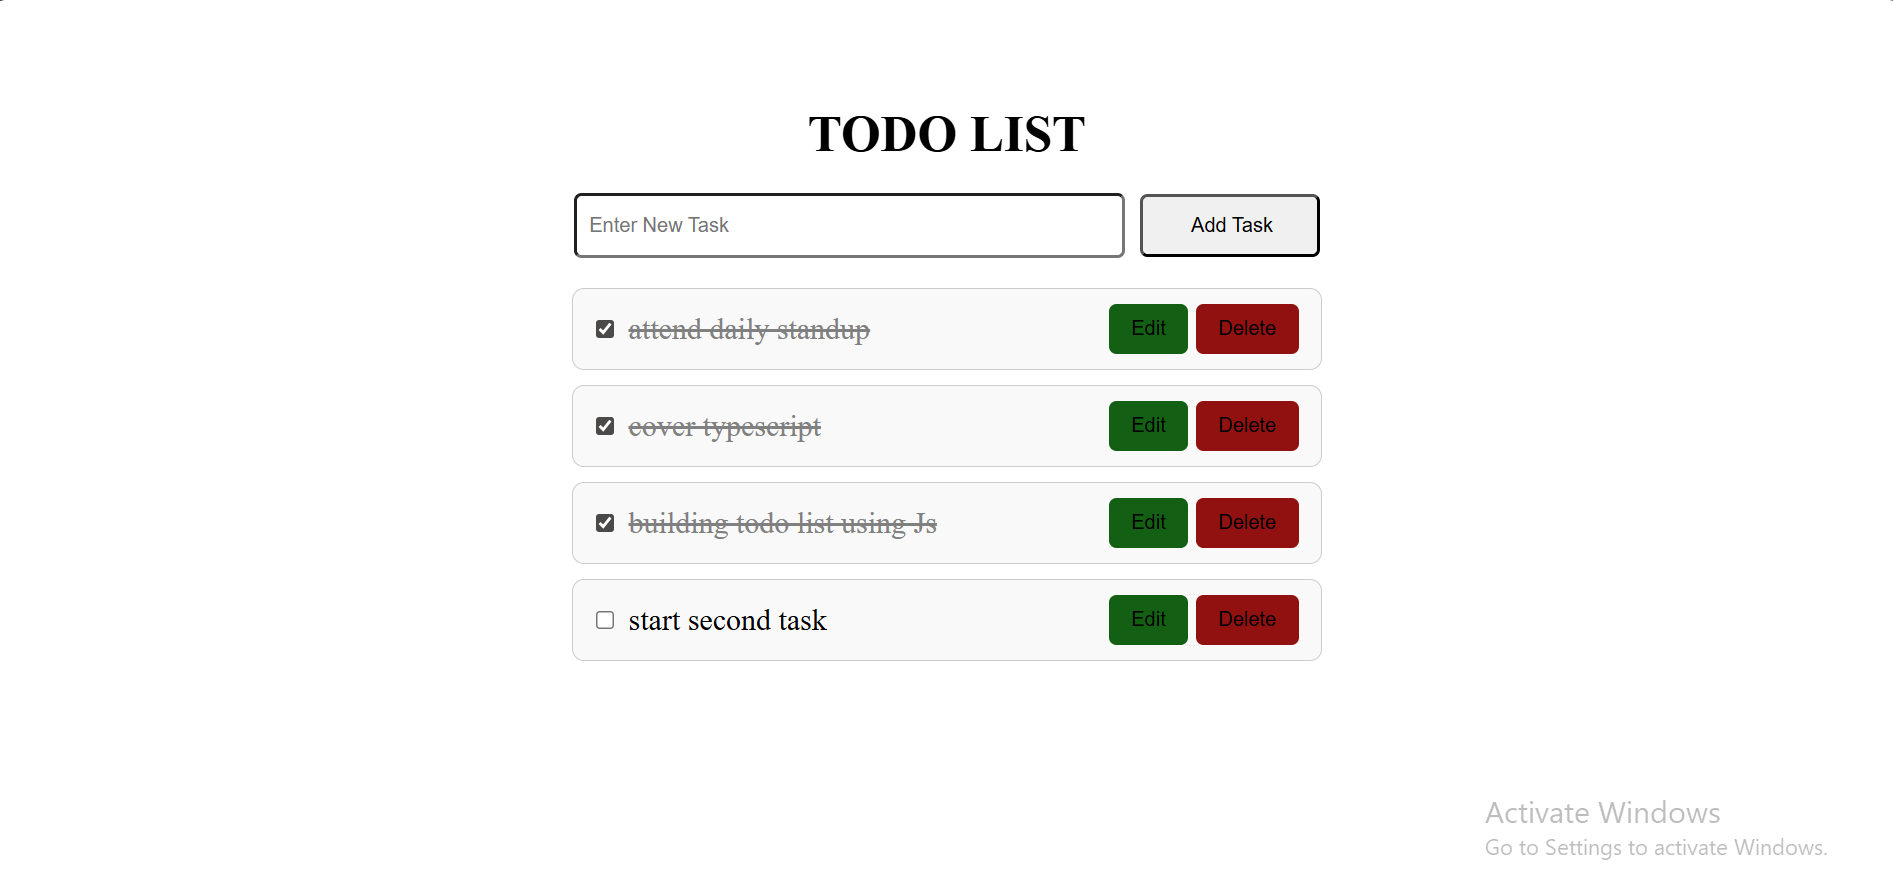 TODO LIST
Enter New Task
Add Task
attend daily standup
Edit
Delete
cover typescript
Edit
Delete
building todo list using Js
Edit
Delete
start second task
Edit
Delete
Activate Windows
Go to Settings to activate Windows.